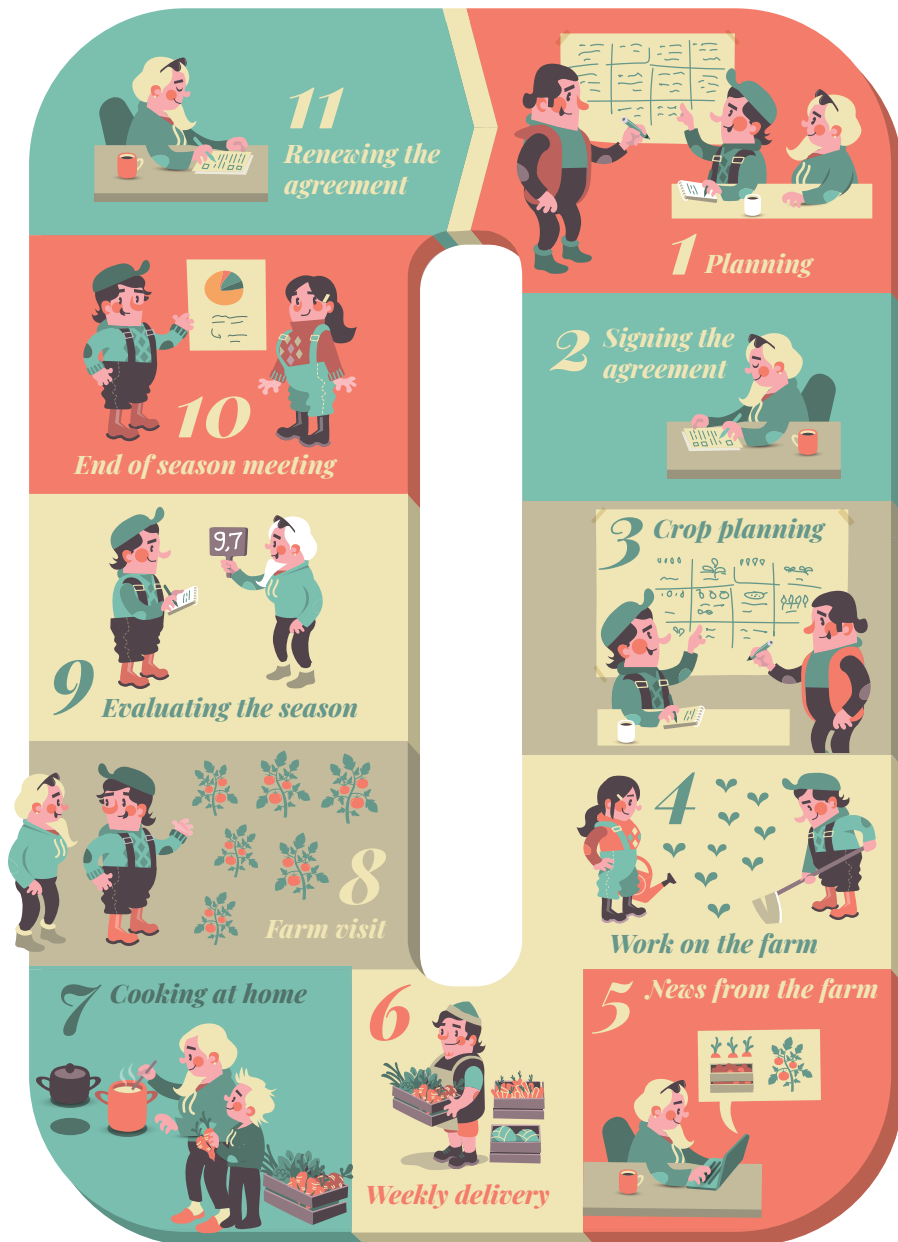 1 Planning
2 Signing the
agreement
3 Crop planning
4
Work on the farm
5 News from the farm
6
Weekly delivery
7 Cooking at home
8
Farm visit
9,7
9 Evaluating the season
10
End of season meeting
11
Renewing the
agreement